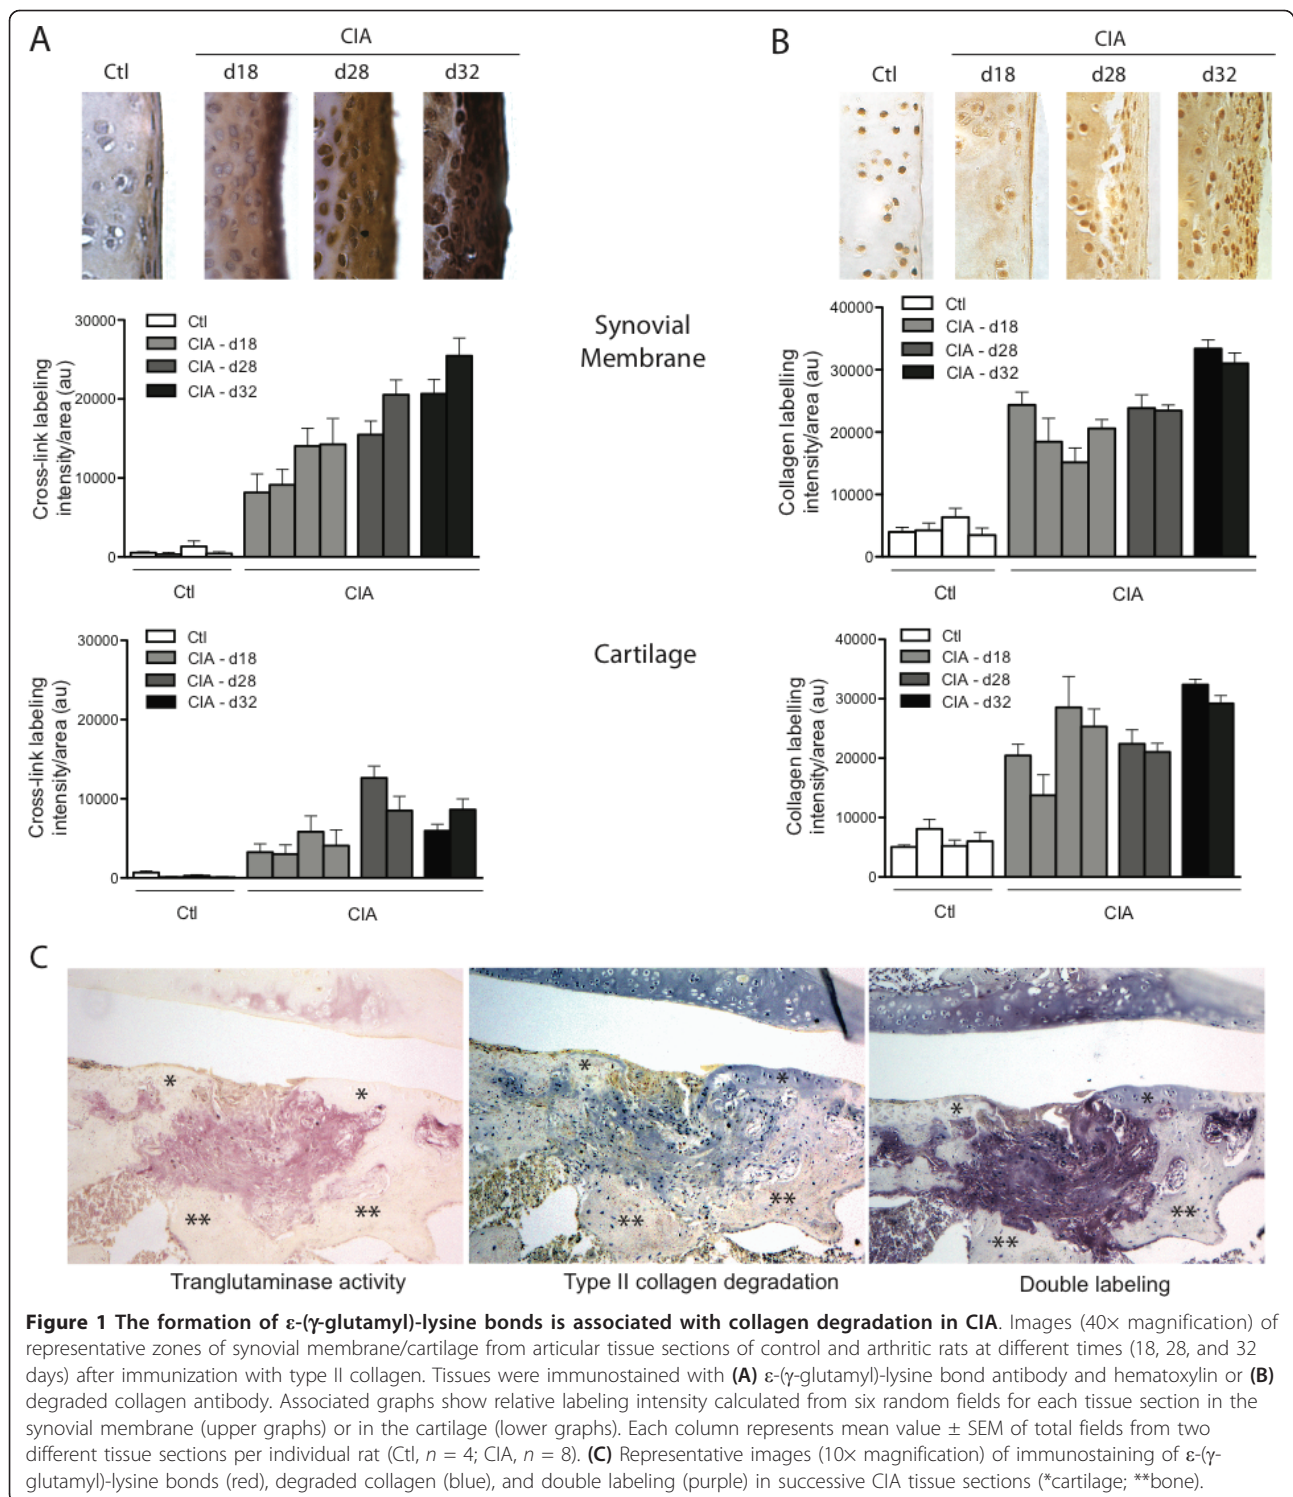 A
CIA
Ctl
d18
d28
d32
B
CIA
Ctl
d18
d28
d32
30000
20000
10000
0
Cross-link labeling
intensity/area (au)
Ctl
CIA - d18
CIA - d28
CIA - d32
Ctl
CIA
Synovial
Membrane
40000
30000
20000
10000
0
Collagen labelling
intensity/area (au)
Ctl
CIA - d18
CIA - d28
CIA - d32
Ctl
CIA
30000
20000
10000
0
Cross-link labeling
intensity/area (au)
Ctl
CIA - d18
CIA - d28
CIA - d32
Ctl
CIA
Cartilage
40000
30000
20000
10000
0
Collagen labelling
intensity/area (au)
Ctl
CIA - d18
CIA - d28
CIA - d32
Ctl
CIA
C
*
*
**
**
*
*
**
**
*
*
**
**
Tranglutaminase activity
Type II collagen degradation
Double labeling
Figure 1 The formation of ε-(γ-glutamyl)-lysine bonds is associated with collagen degradation in CIA. Images (40× magnification) of
representative zones of synovial membrane/cartilage from articular tissue sections of control and arthritic rats at different times (18, 28, and 32
days) after immunization with type II collagen. Tissues were immunostained with (A) ε-(γ-glutamyl)-lysine bond antibody and hematoxylin or (B)
degraded collagen antibody. Associated graphs show relative labeling intensity calculated from six random fields for each tissue section in the
synovial membrane (upper graphs) or in the cartilage (lower graphs). Each column represents mean value ± SEM of total fields from two
different tissue sections per individual rat (Ctl, n = 4; CIA, n = 8). (C) Representative images (10× magnification) of immunostaining of ε-(γ-
glutamyl)-lysine bonds (red), degraded collagen (blue), and double labeling (purple) in successive CIA tissue sections (*cartilage; **bone).